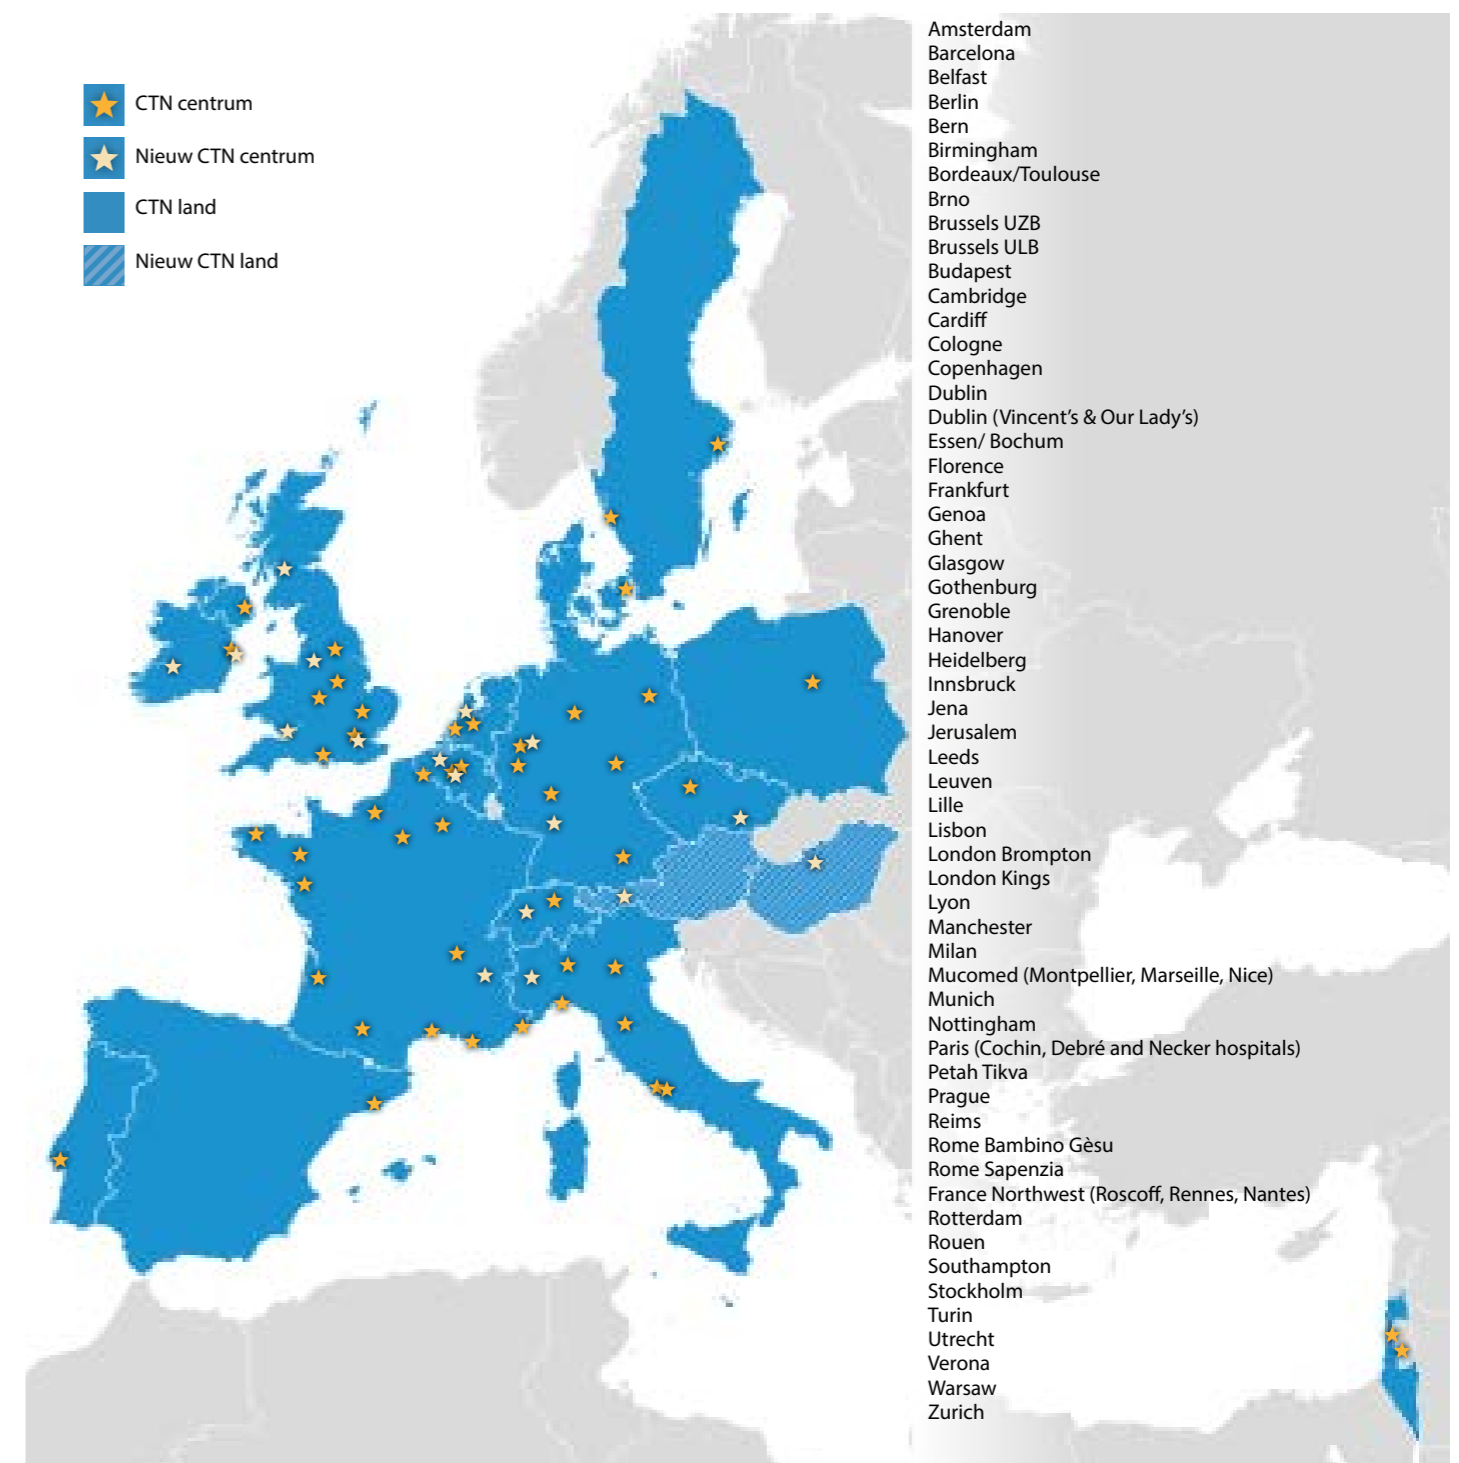 CTN centrum
Nieuw CTN centrum
CTN land
Nieuw CTN land
Amsterdam
Barcelona
Belfast
Berlin
Bern
Birmingham
Bordeaux/Toulouse
Brno
Brussels UZB
Brussels ULB
Budapest
Cambridge
Cardiff
Cologne
Copenhagen
Dublin
Dublin (Vincent's & Our Lady's)
Essen/ Bochum
Florence
Frankfurt
Genoa
Ghent
Glasgow
Gothenburg
Grenoble
Hanover
Heidelberg
Innsbruck
Jena
Jerusalem
Leeds
Leuven
Lille
Lisbon
London Brompton
London Kings
Lyon
Manchester
Milan
Mucomed (Montpellier, Marseille, Nice)
Munich
Nottingham
Paris (Cochin, Debré and Necker hospitals)
Petah Tikva
Prague
Reims
Rome Bambino Gèsu
Rome Sapenzia
France Northwest (Roscoff, Rennes, Nantes)
Rotterdam
Rouen
Southampton
Stockholm
Turin
Utrecht
Verona
Warsaw
Zurich